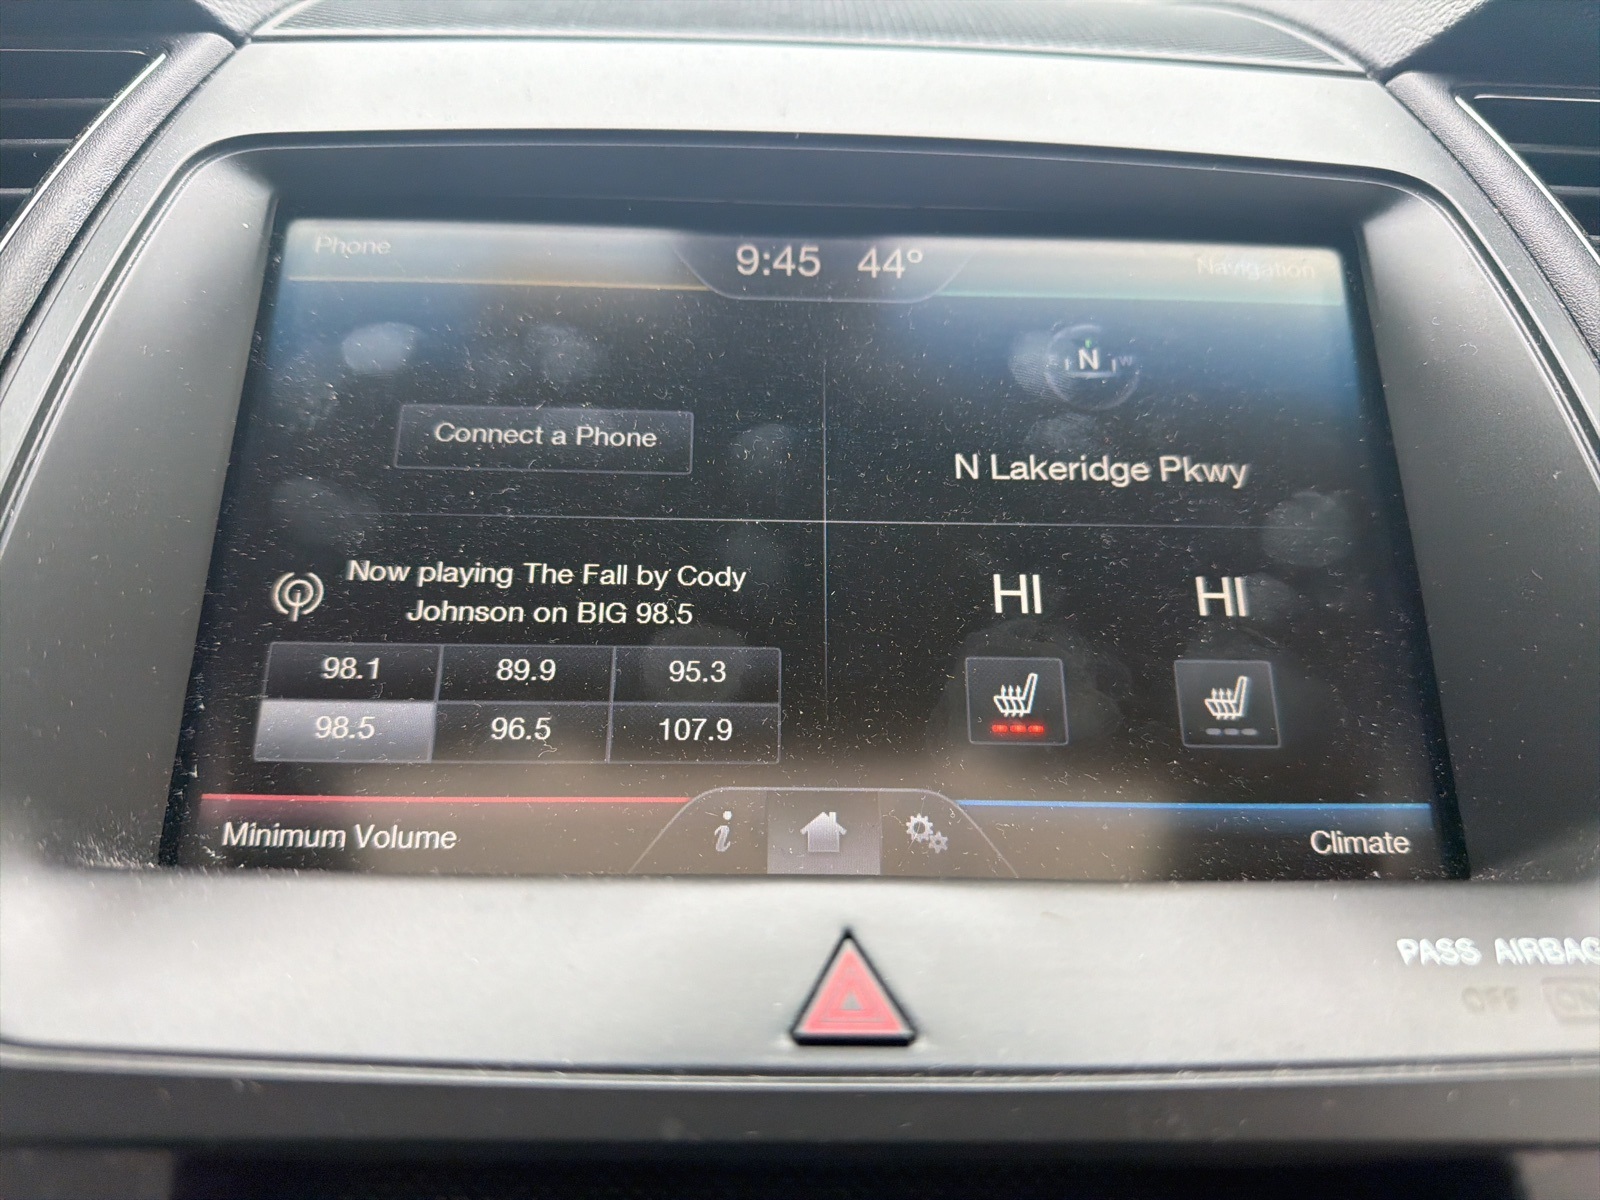 Phone
9:45 44°
Navigation
N W
Connect a Phone
N Lakeridge Pkwy
Now playing The Fall by Cody
Johnson on BIG 98.5
HI HI
98.1 89.9 95.3
98.5 96.5 107.9
Minimum Volume
i
Climate
PASS AIRBAG
OFF ON